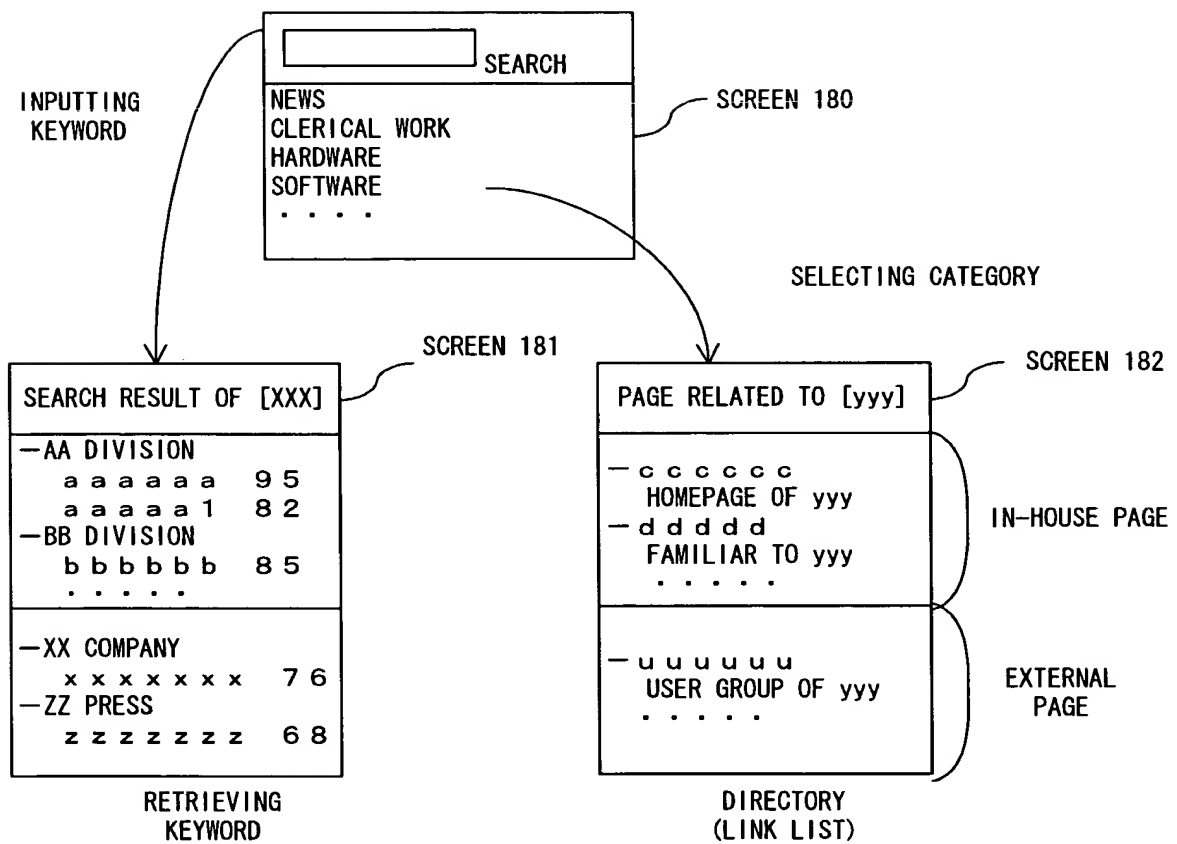 SEARCH
NEWS
CLERICAL WORK
HARDWARE
SOFTWARE
. . . .
INPUTTING
KEYWORD
SCREEN 180
SELECTING CATEGORY
SCREEN 181
SEARCH RESULT OF [XXX]
—AA DIVISION
a a a a a a 9 5
a a a a a 1 8 2
—BB DIVISION
b b b b b b 8 5
. . . . .
—XX COMPANY
x x x x x x x 7 6
—ZZ PRESS
z z z z z z z 6 8
RETRIEVING
KEYWORD
SCREEN 182
PAGE RELATED TO [yyy]
— c c c c c c
HOMEPAGE OF yyy
— d d d d d
FAMILIAR TO yyy
. . . . .
IN-HOUSE PAGE
— u u u u u u
USER GROUP OF yyy
. . . . .
EXTERNAL
PAGE
DIRECTORY
(LINK LIST)